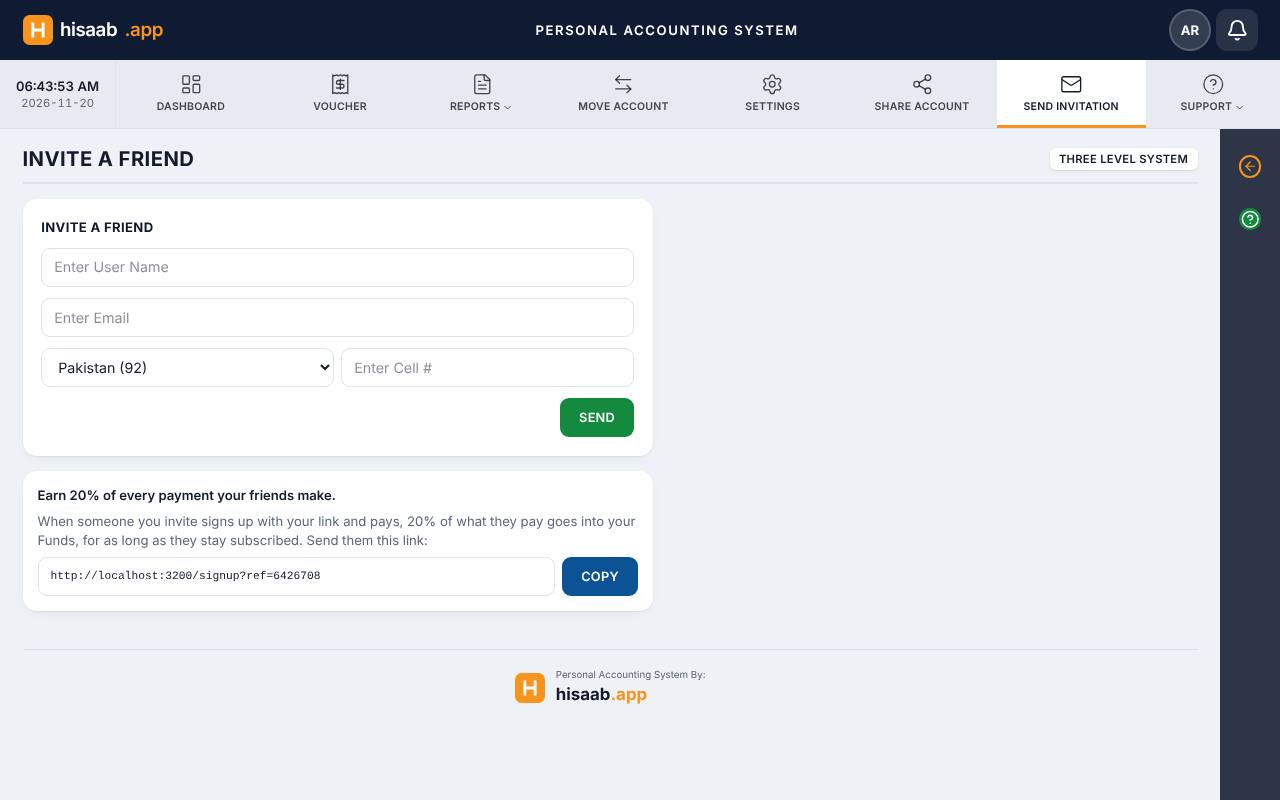 H hisaab .app
PERSONAL ACCOUNTING SYSTEM
AR
06:43:53 AM
2026-11-20
DASHBOARD
VOUCHER
REPORTS
MOVE ACCOUNT
SETTINGS
SHARE ACCOUNT
SEND INVITATION
SUPPORT
INVITE A FRIEND
THREE LEVEL SYSTEM
INVITE A FRIEND
Enter User Name
Enter Email
Pakistan (92)
Enter Cell #
SEND
Earn 20% of every payment your friends make.
When someone you invite signs up with your link and pays, 20% of what they pay goes into your
Funds, for as long as they stay subscribed. Send them this link:
http://localhost:3200/signup?ref=6426708
COPY
Personal Accounting System By:
H hisaab.app